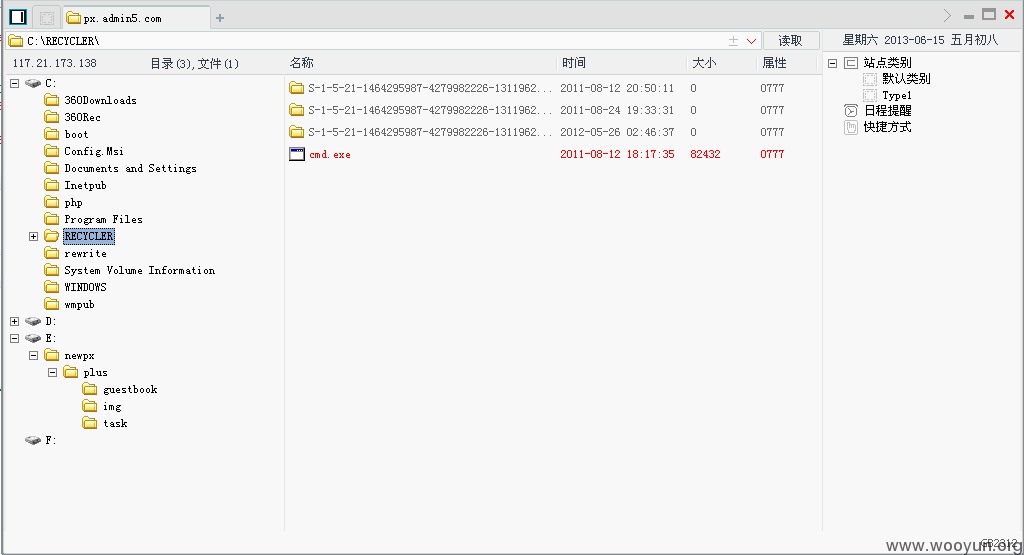 px.admin5.com
C:\RECYCLER\
读取
星期六 2013-06-15 五月初八
117.21.173.138
目录(3),文件(1)
名称
时间
大小
属性
C:
360Downloads
360Rec
boot
Config.Msi
Documents and Settings
Inetpub
php
Program Files
RECYCLER
rewrite
System Volume Information
WINDOWS
wmpub
D:
E:
newpx
plus
guestbook
img
task
F:
S-1-5-21-1464295987-4279982226-1311962... 2011-08-12 20:50:11 0 0777
S-1-5-21-1464295987-4279982226-1311962... 2011-08-24 19:33:31 0 0777
S-1-5-21-1464295987-4279982226-1311962... 2012-05-26 02:46:37 0 0777
cmd.exe 2011-08-12 18:17:35 82432 0777
站点类别
默认类别
Type1
日程提醒
快捷方式
GB2312
www.wooyun.org